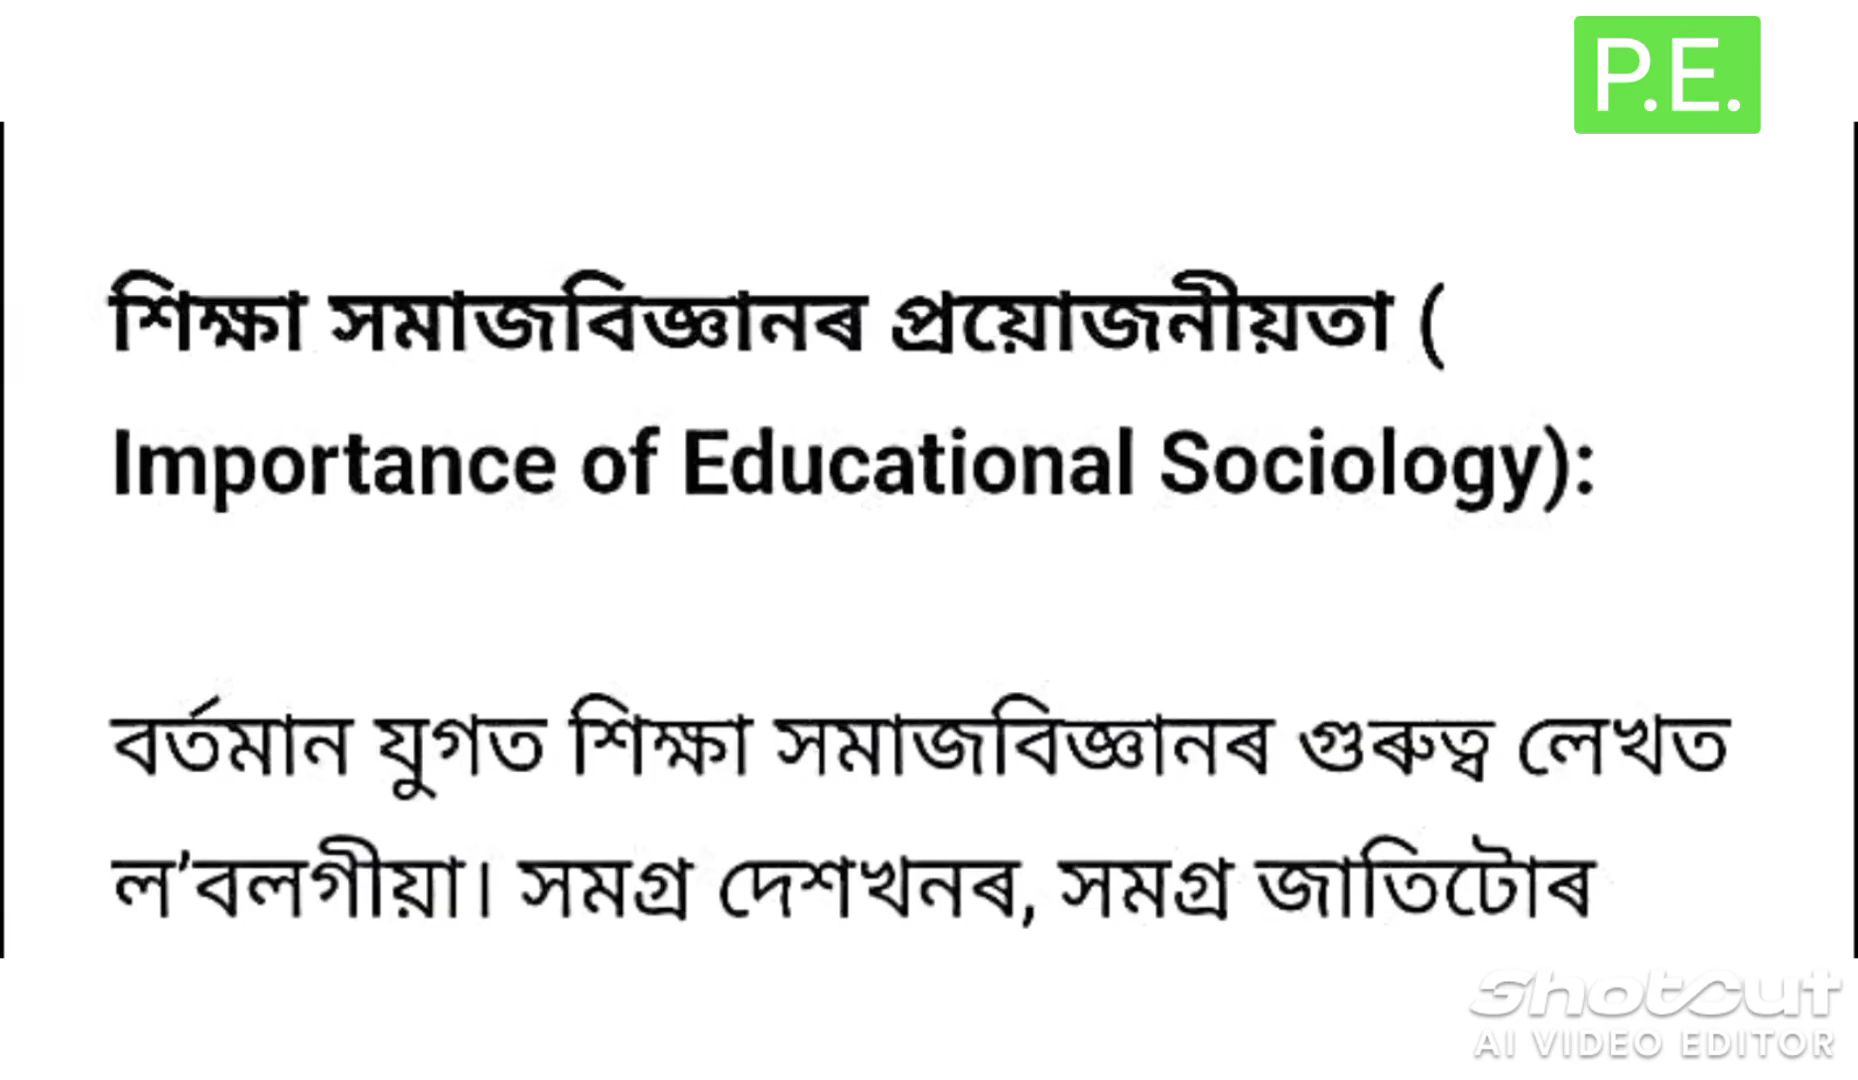 P.E.
শিক্ষা সমাজবিজ্ঞানৰ প্ৰয়োজনীয়তা (
Importance of Educational Sociology):
বৰ্তমান যুগত শিক্ষা সমাজবিজ্ঞানৰ গুৰুত্ব লেখত
ল’বলগীয়া। সমগ্ৰ দেশখনৰ, সমগ্ৰ জাতিটোৰ
ShotCut
AI VIDEO EDITOR